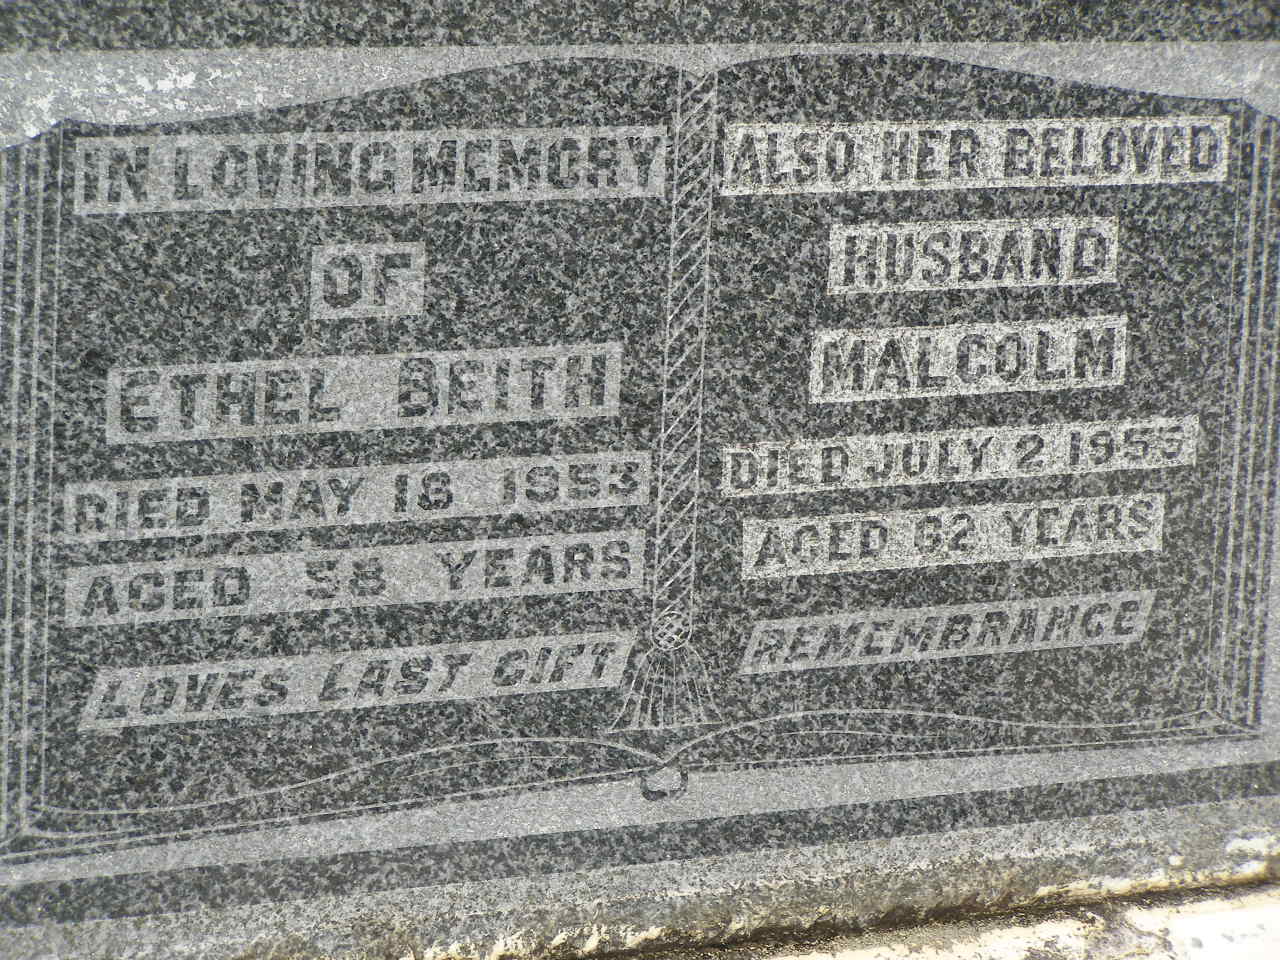 IN LOVING MEMORY
OF
ETHEL BEITH
DIED MAY 18 1953
AGED 58 YEARS
LOVES LAST GIFT
ALSO HER BELOVED
HUSBAND
MALCOLM
DIED JULY 2 1955
AGED 62 YEARS
REMEMBRANCE